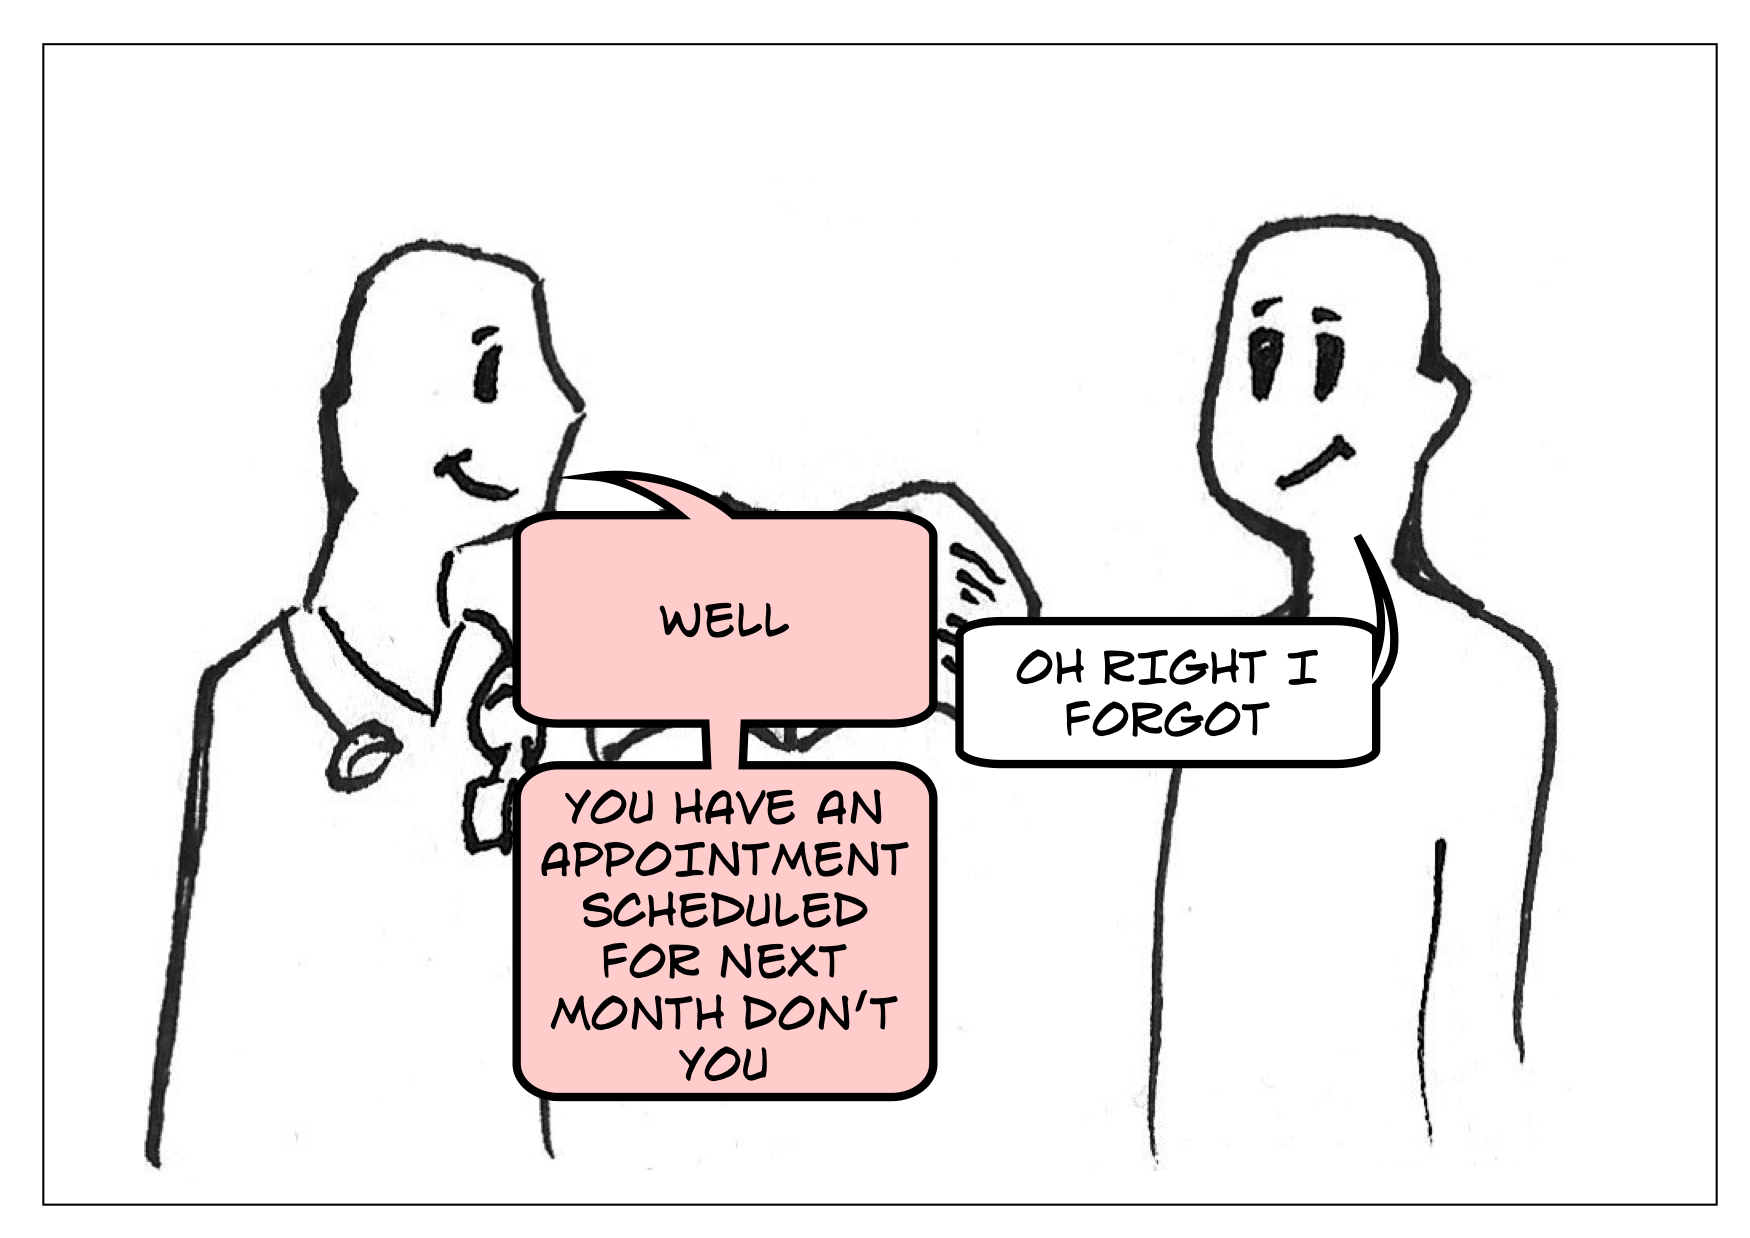 WELL
YOU HAVE AN
APPOINTMENT
SCHEDULED
FOR NEXT
MONTH DON'T
YOU
OH RIGHT I
FORGOT